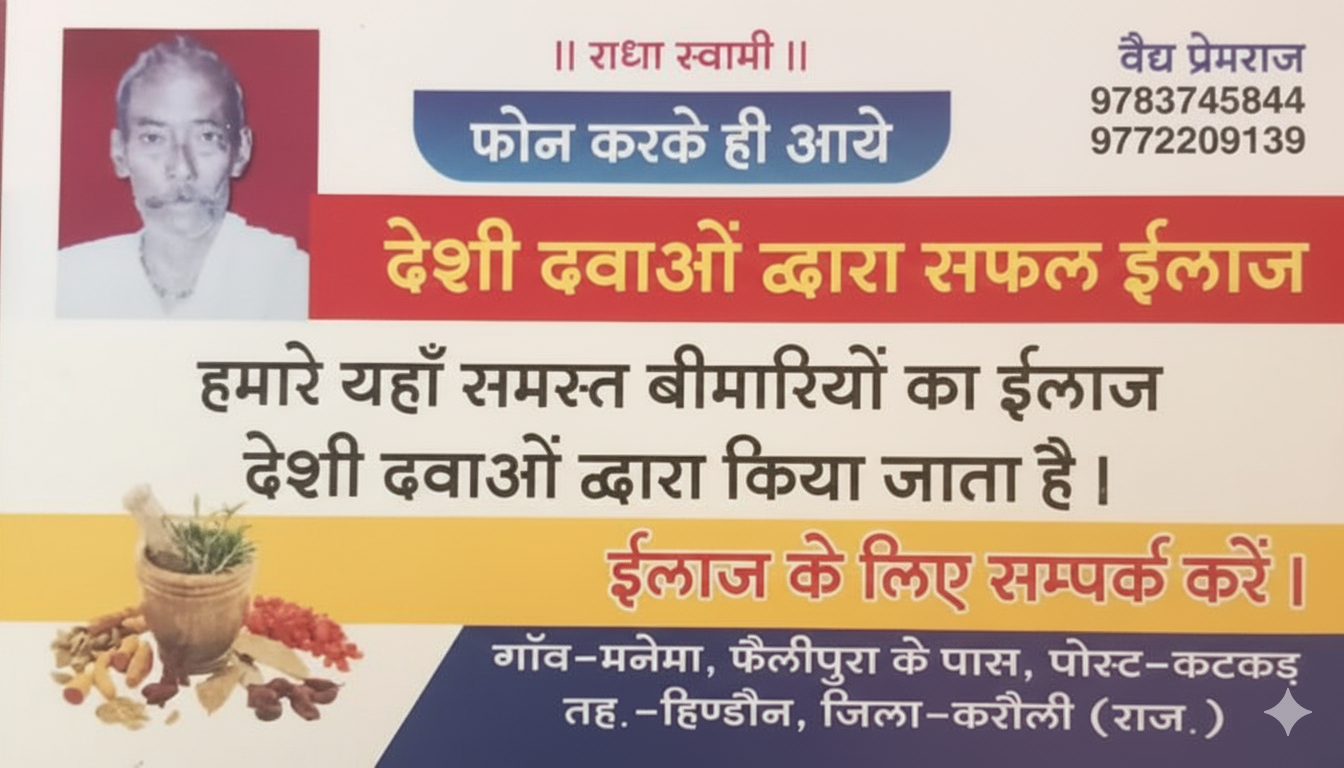 || राधा स्वामी ||
वैद्य प्रेमराज
9783745844
9772209139
फोन करके ही आये
देशी दवाओं द्वारा सफल ईलाज
हमारे यहाँ समस्त बीमारियों का ईलाज
देशी दवाओं द्वारा किया जाता है ।
ईलाज के लिए सम्पर्क करें ।
गॉव-मनेमा, फैलीपुरा के पास, पोस्ट-कटकड़
तह.-हिण्डौन, जिला-करौली (राज.)